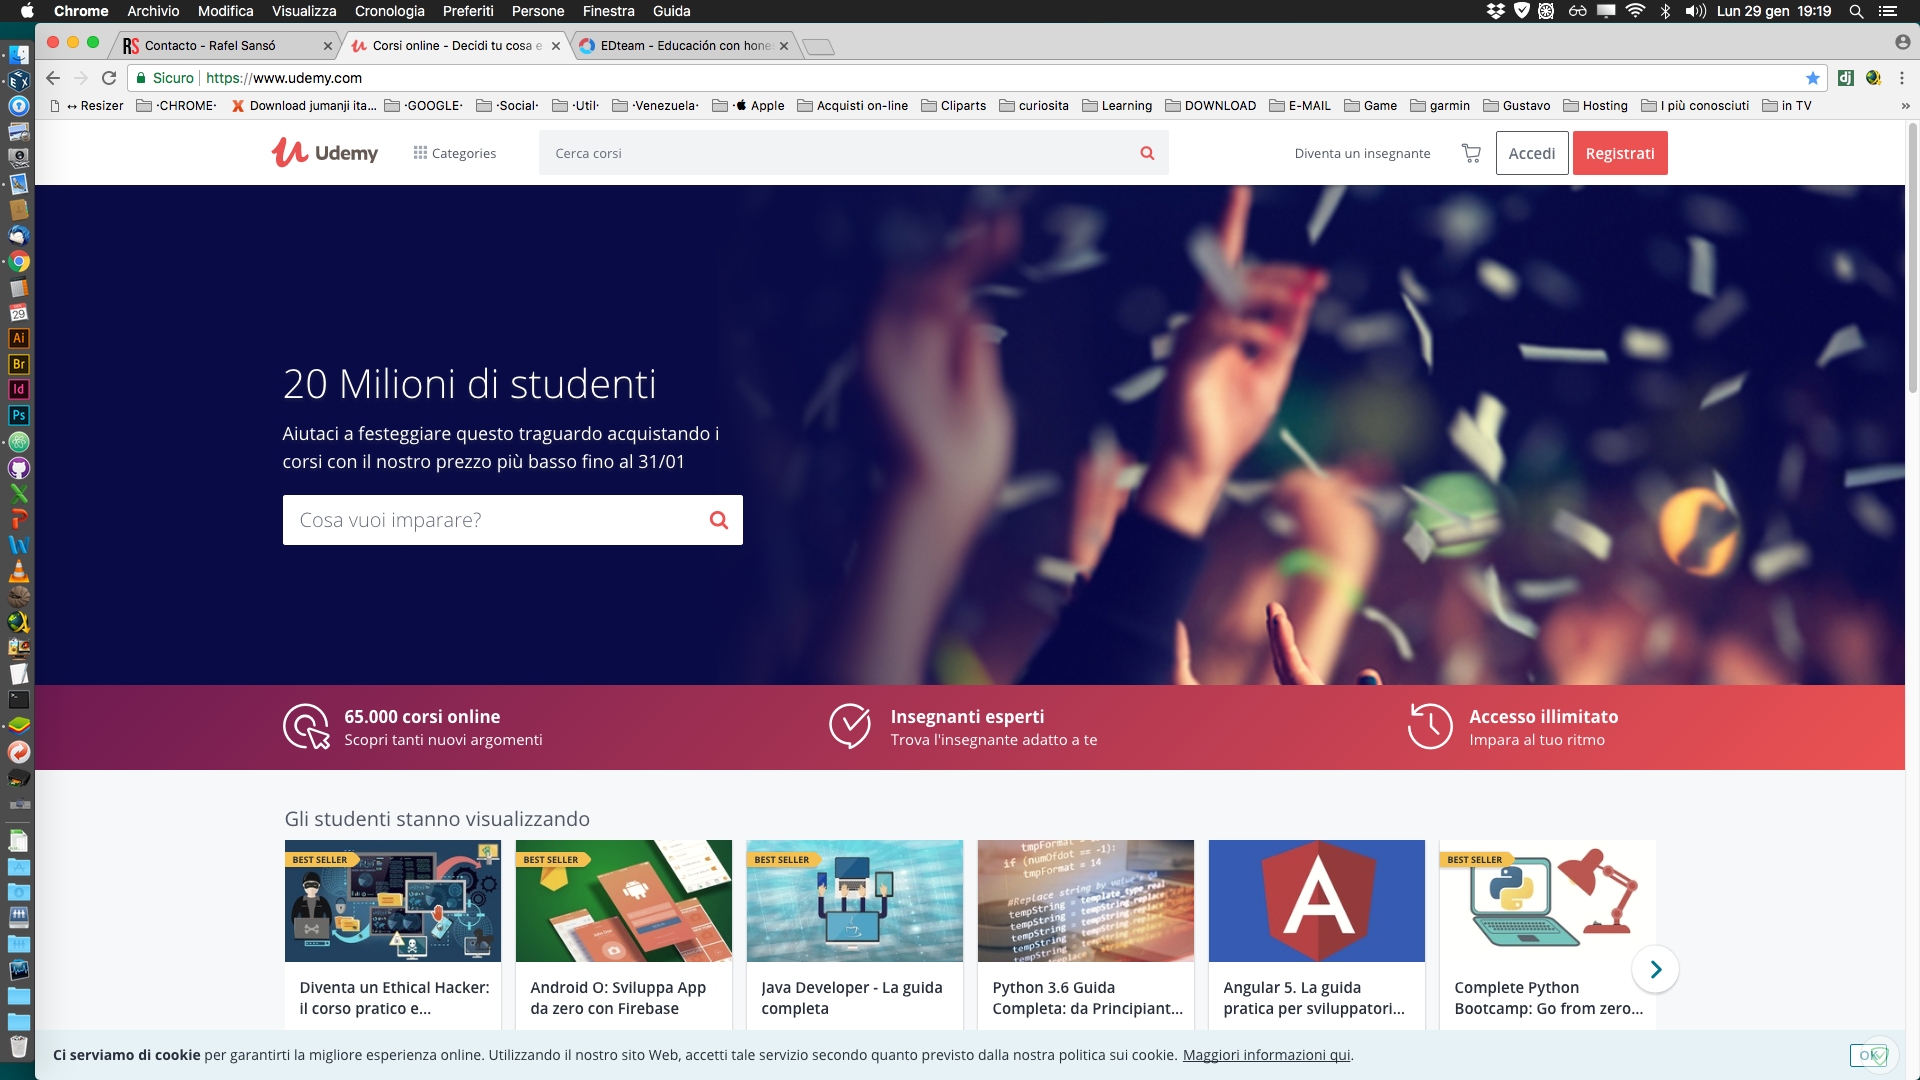 Chrome Archivio Modifica Visualizza Cronologia Preferiti Persone Finestra Guida Lun 29 gen 19:19
Contacto - Rafel Sansó
Corsi online - Decidi tu cosa e
EDteam - Educación con hone
Sicuro https://www.udemy.com
↔ Resizer ·CHROME· Download jumanji ita... ·GOOGLE· ·Social· ·Util· ·Venezuela· · Apple Acquisti on-line Cliparts curiosita Learning DOWNLOAD E-MAIL Game garmin Gustavo Hosting I più conosciuti in TV »
Udemy Categories Cerca corsi Diventa un insegnante Accedi Registrati
20 Milioni di studenti
Aiutaci a festeggiare questo traguardo acquistando i
corsi con il nostro prezzo più basso fino al 31/01
Cosa vuoi imparare?
65.000 corsi online
Scopri tanti nuovi argomenti
Insegnanti esperti
Trova l'insegnante adatto a te
Accesso illimitato
Impara al tuo ritmo
Gli studenti stanno visualizzando
BEST SELLER
Diventa un Ethical Hacker:
il corso pratico e...
BEST SELLER
Android O: Sviluppa App
da zero con Firebase
BEST SELLER
Java Developer - La guida
completa
if (numOfdot == -1):
tmpFormat = 14
Python 3.6 Guida
Completa: da Principiant...
A
Angular 5. La guida
pratica per sviluppatori...
BEST SELLER
Complete Python
Bootcamp: Go from zero...
Ci serviamo di cookie per garantirti la migliore esperienza online. Utilizzando il nostro sito Web, accetti tale servizio secondo quanto previsto dalla nostra politica sui cookie. Maggiori informazioni qui.
OK
29
Ai
Br
Id
Ps